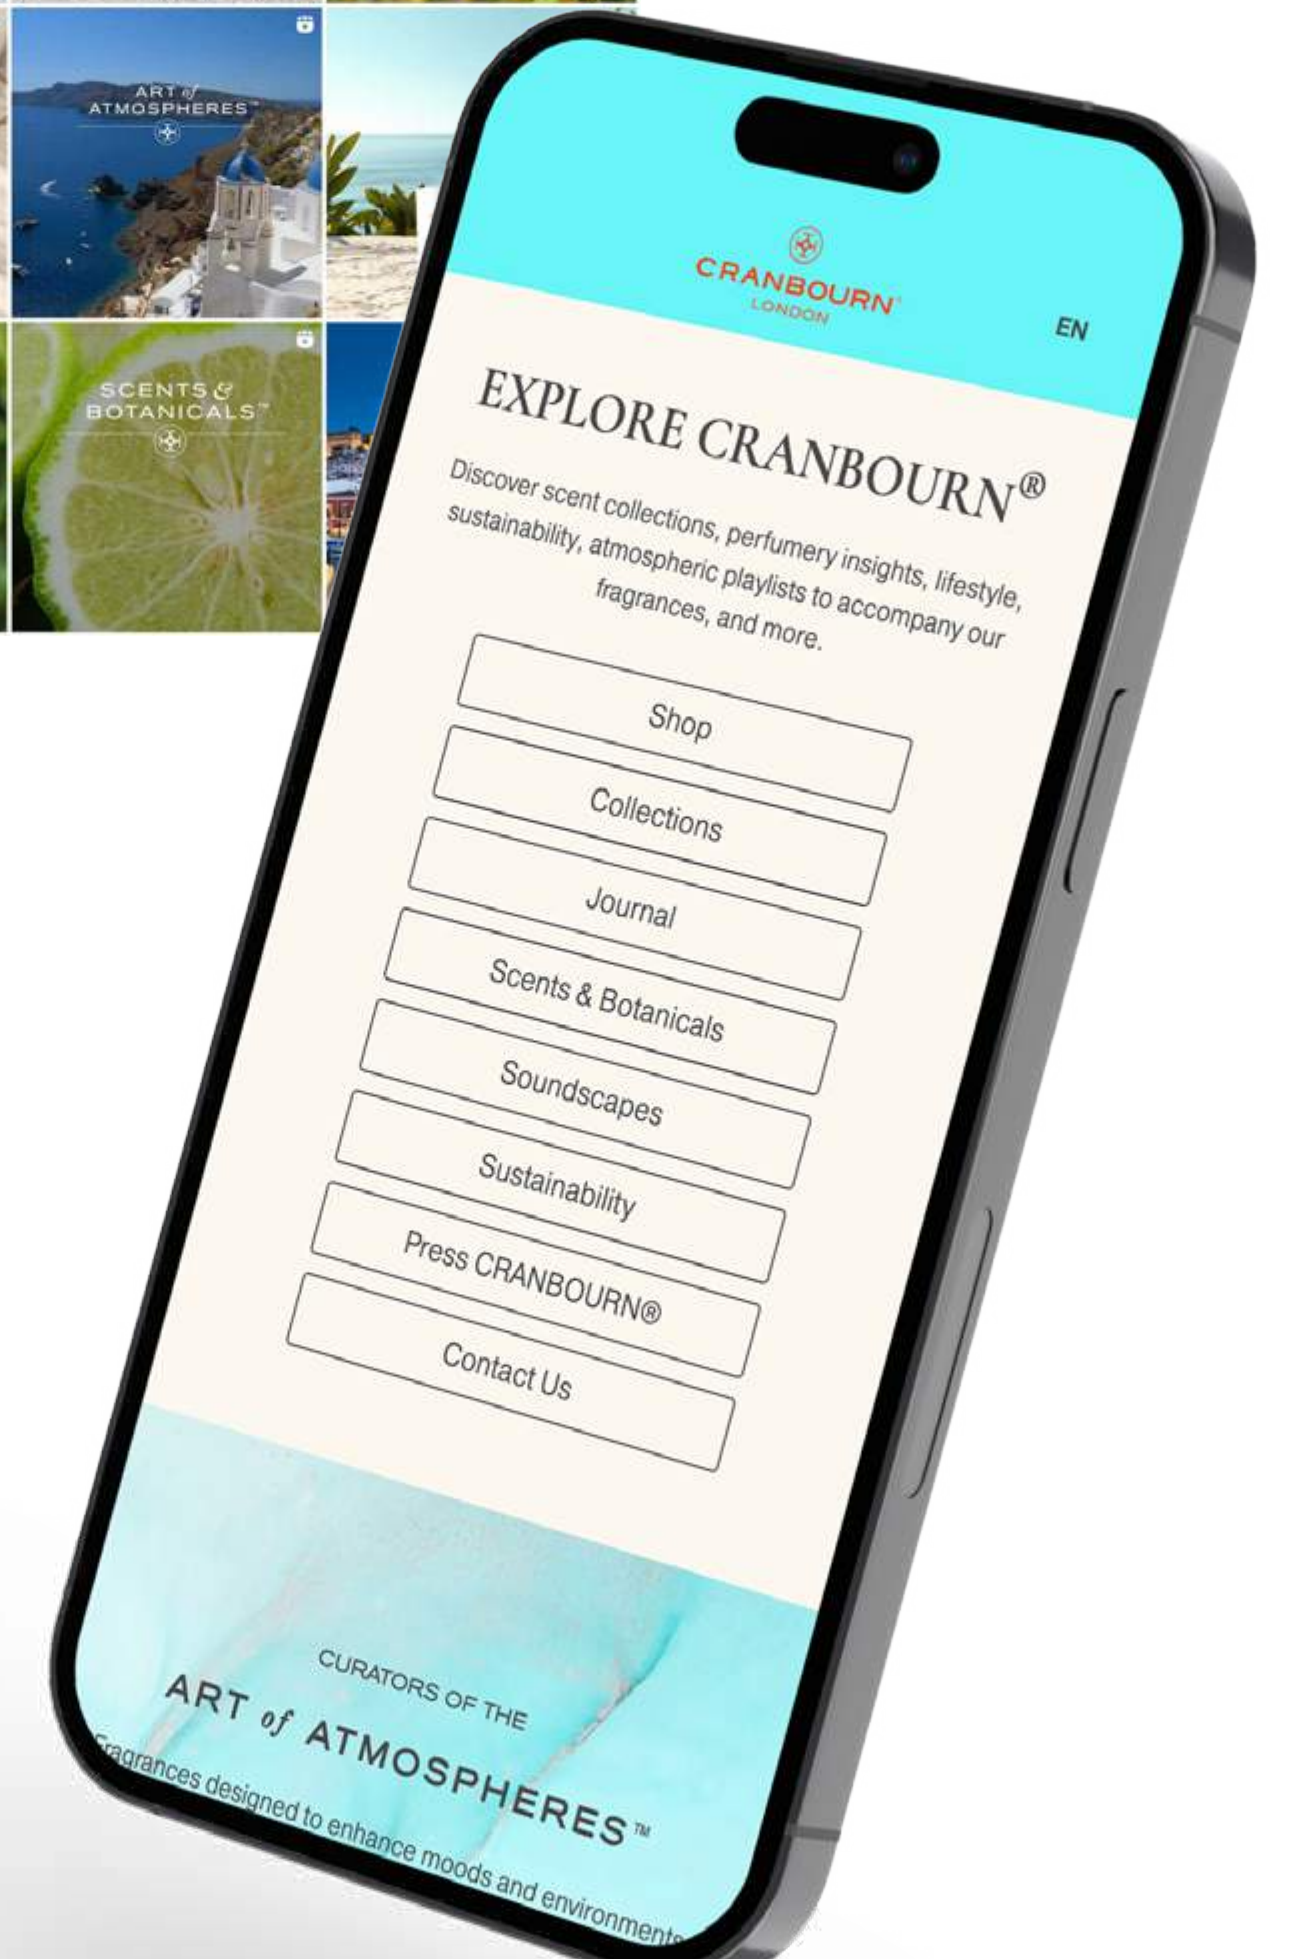 ART of
ATMOSPHERES™
SCENTS &
BOTANICALS™
CRANBOURN®
LONDON
EN
EXPLORE CRANBOURN®
Discover scent collections, perfumery insights, lifestyle,
sustainability, atmospheric playlists to accompany our
fragrances, and more.
Shop
Collections
Journal
Scents & Botanicals
Soundscapes
Sustainability
Press CRANBOURN®
Contact Us
CURATORS OF THE
ART of ATMOSPHERES™
Fragrances designed to enhance moods and environments